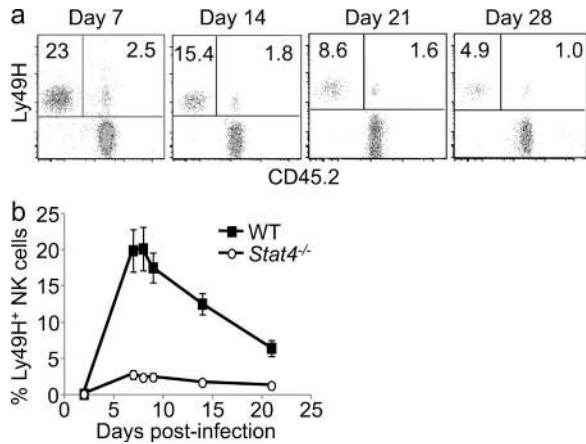 a
Day 7 Day 14 Day 21 Day 28
Ly49H
23 2.5 15.4 1.8 8.6 1.6 4.9 1.0
CD45.2
b
% Ly49H⁺ NK cells
25
20
15
10
5
0
WT
Stat4⁻/⁻
0 5 10 15 20 25
Days post-infection